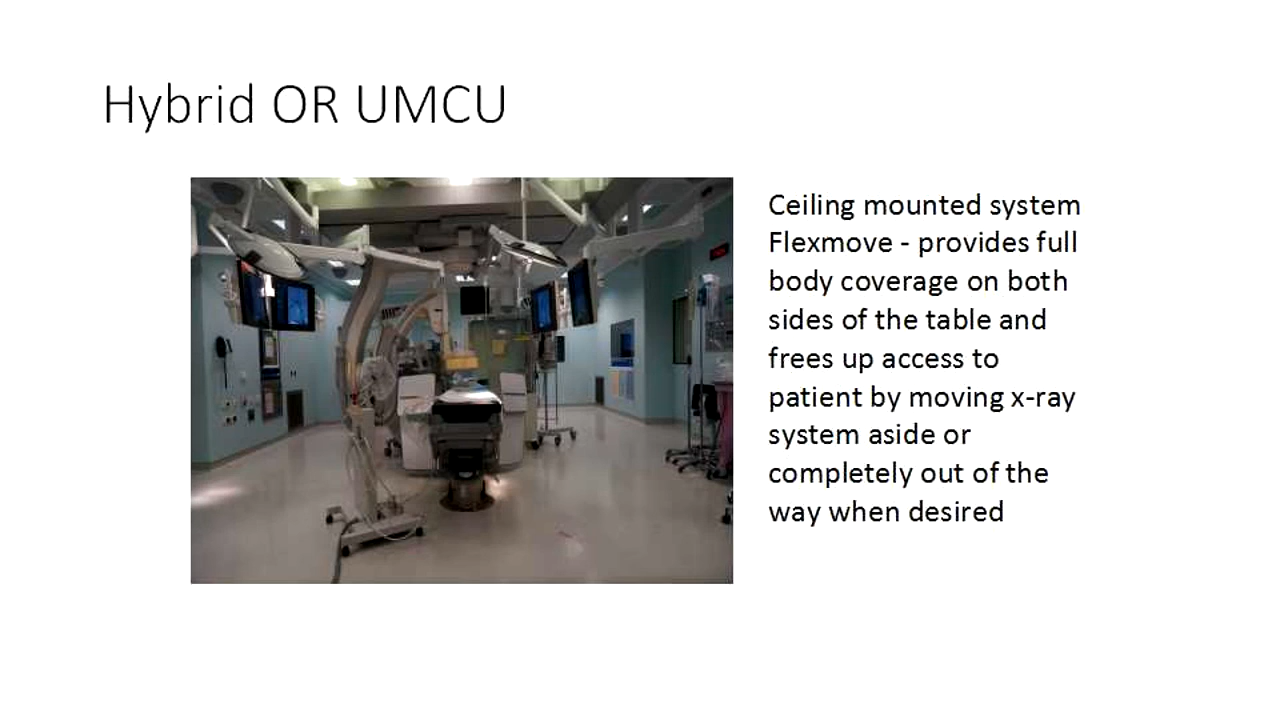 Hybrid OR UMCU
Ceiling mounted system
Flexmove - provides full
body coverage on both
sides of the table and
frees up access to
patient by moving x-ray
system aside or
completely out of the
way when desired